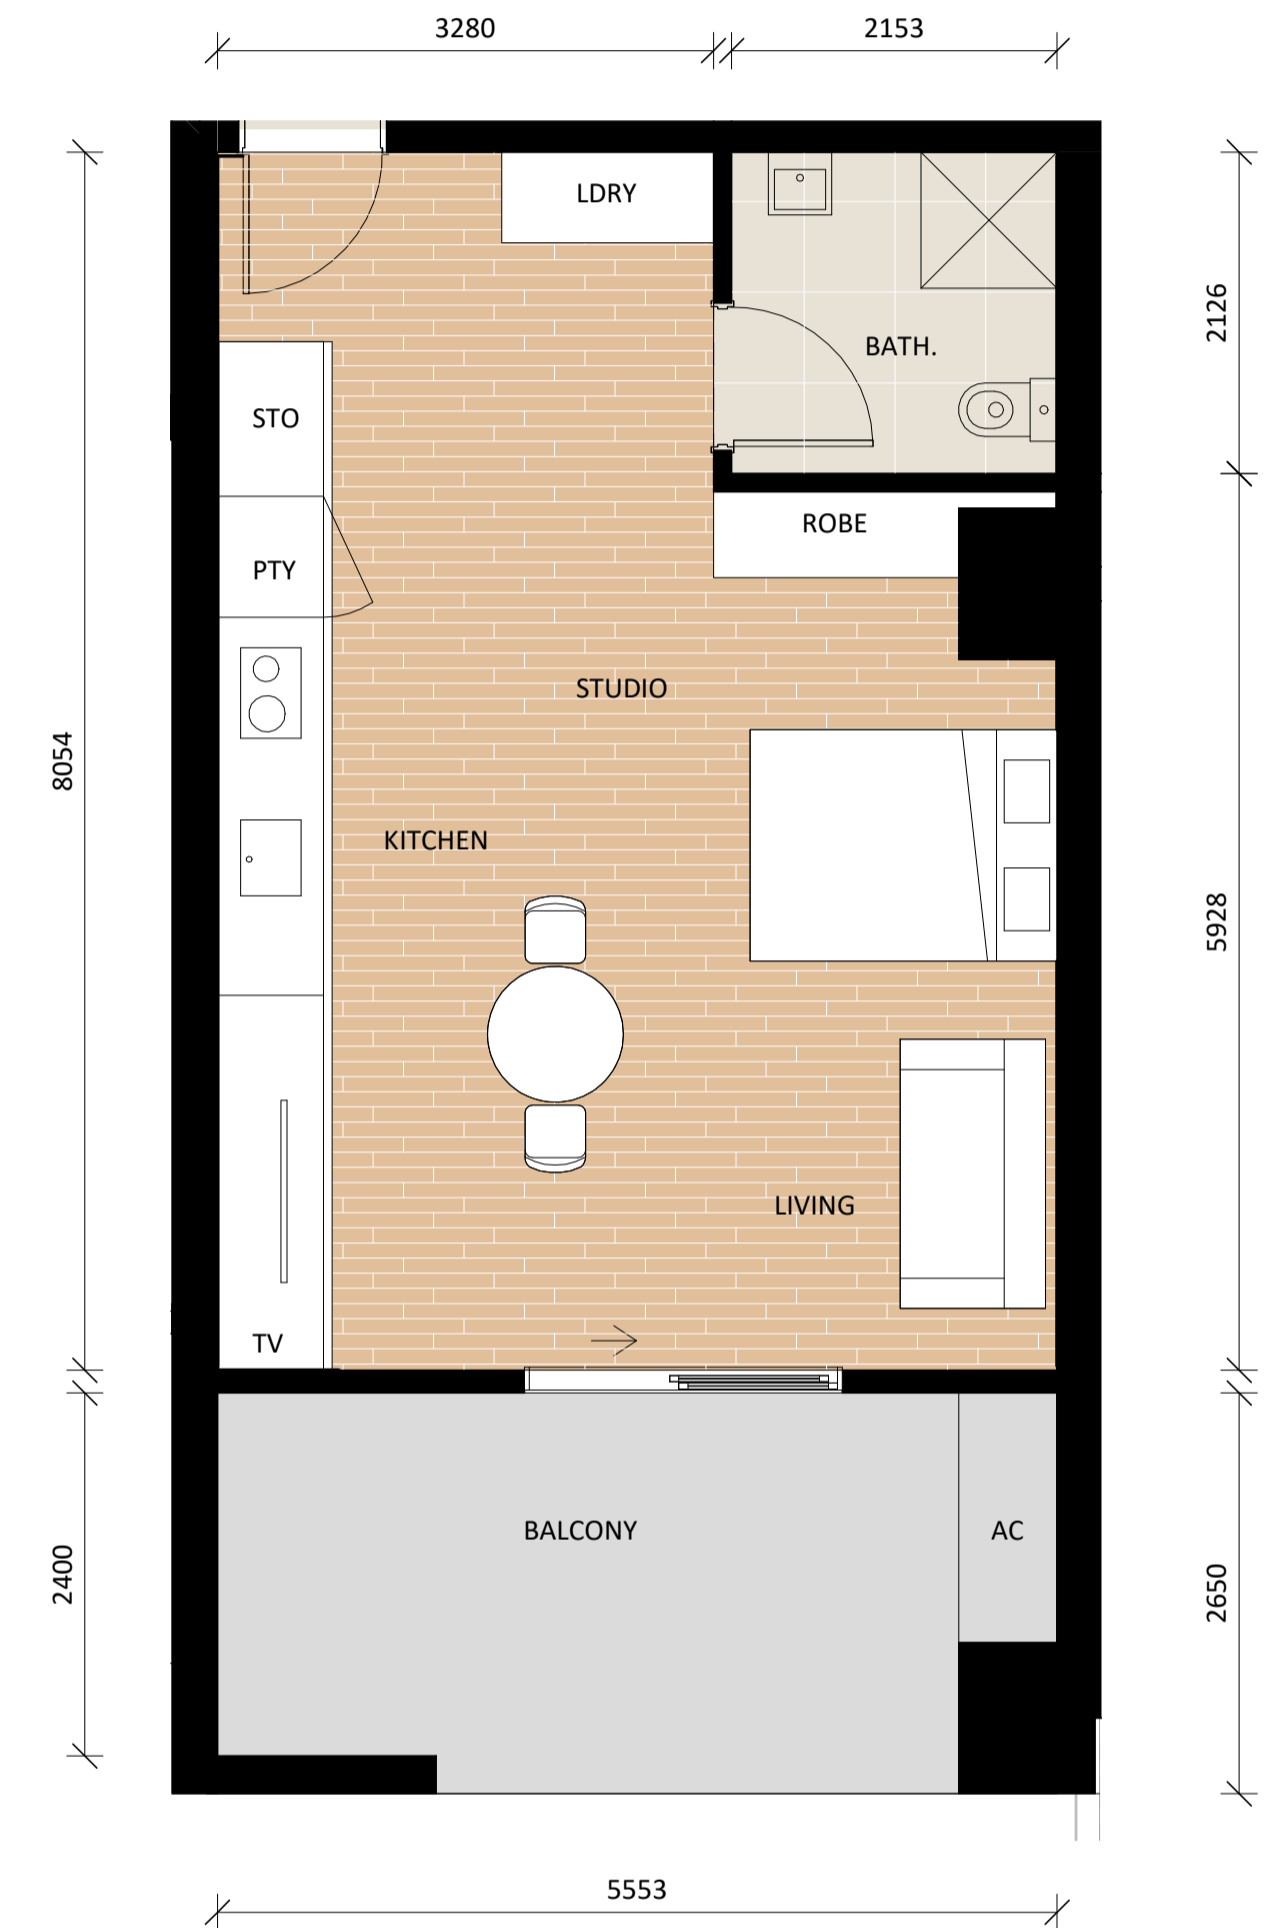 3280
2153
LDRY
2126
BATH.
STO
ROBE
PTY
STUDIO
8054
KITCHEN
5928
LIVING
TV
BALCONY
AC
2400
2650
5553